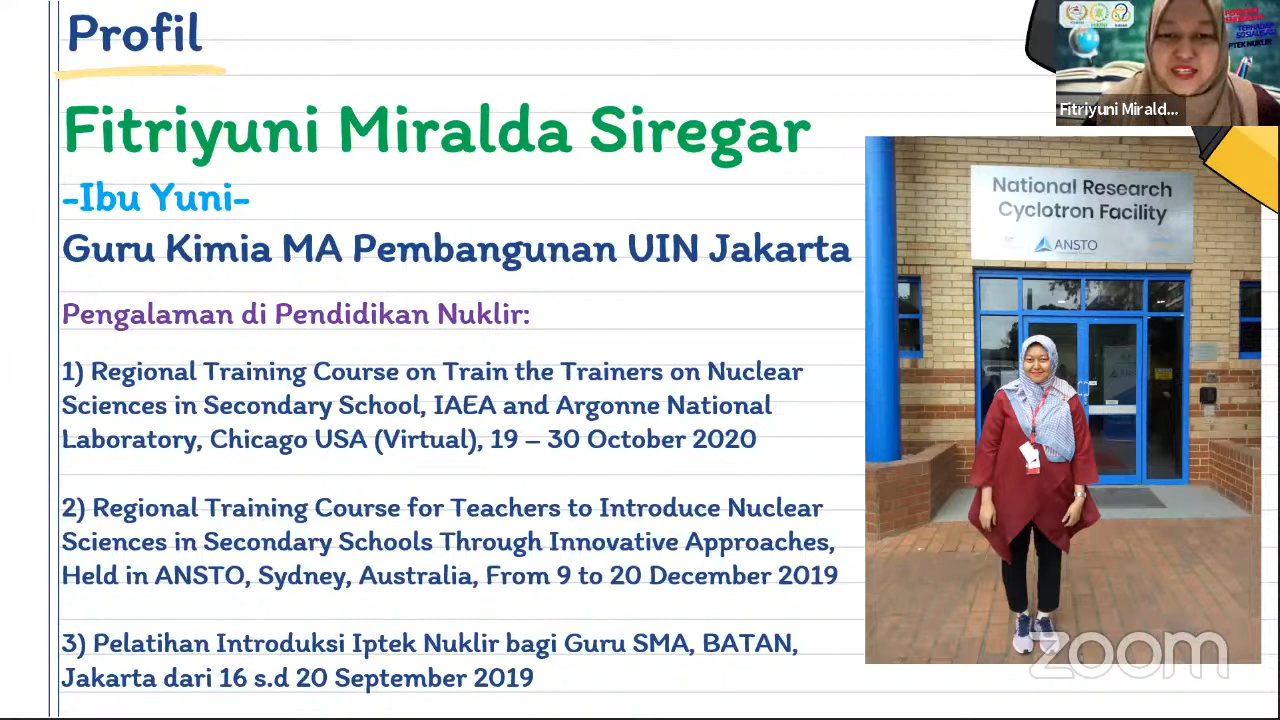 Profil
Fitriyuni Miralda Siregar
-Ibu Yuni-
Guru Kimia MA Pembangunan UIN Jakarta
Pengalaman di Pendidikan Nuklir:
1) Regional Training Course on Train the Trainers on Nuclear
Sciences in Secondary School, IAEA and Argonne National
Laboratory, Chicago USA (Virtual), 19 – 30 October 2020
2) Regional Training Course for Teachers to Introduce Nuclear
Sciences in Secondary Schools Through Innovative Approaches,
Held in ANSTO, Sydney, Australia, From 9 to 20 December 2019
3) Pelatihan Introduksi Iptek Nuklir bagi Guru SMA, BATAN,
Jakarta dari 16 s.d 20 September 2019
TERHADAP
SOSIALISASI
IPTEK NUKLIR
Fitriyuni Mirald...
National Research
Cyclotron Facility
ANSTO
zoom